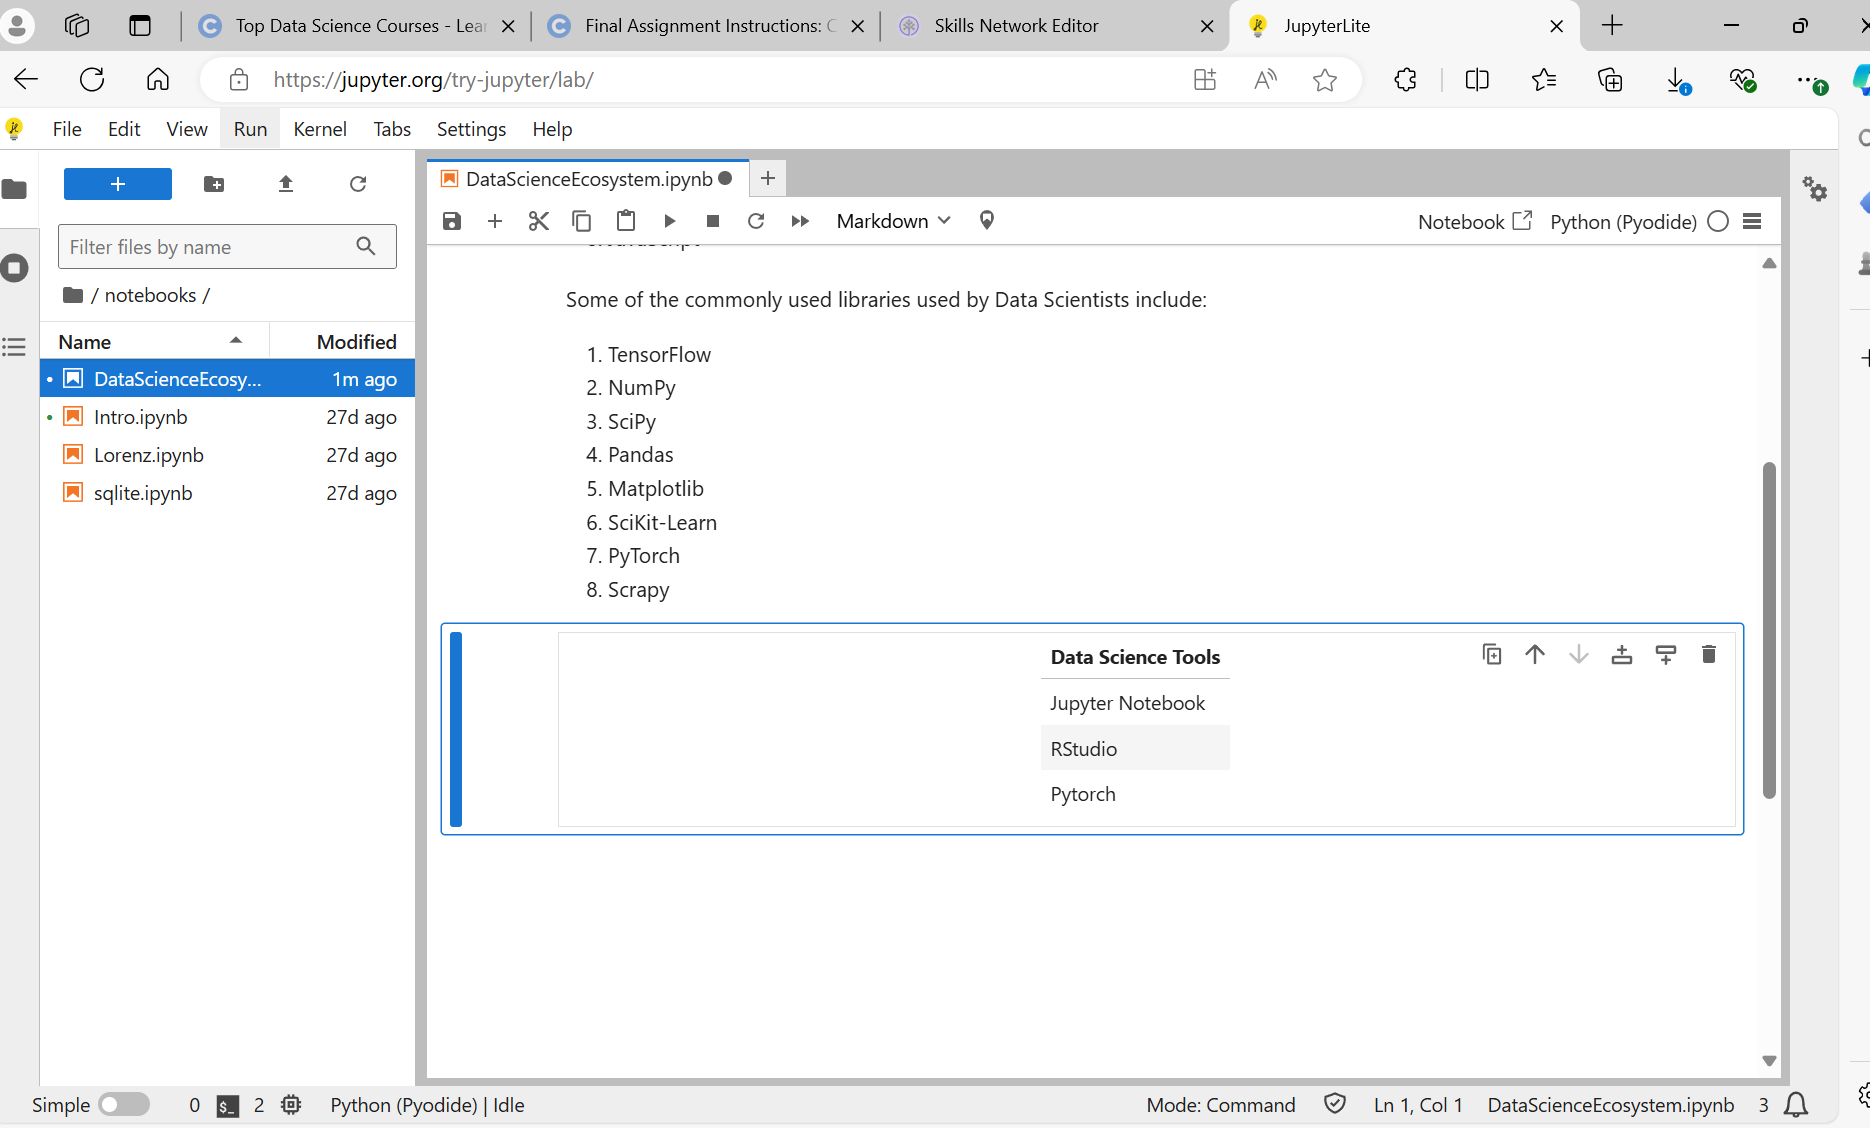 Top Data Science Courses - Lear
Final Assignment Instructions: C
Skills Network Editor
JupyterLite
https://jupyter.org/try-jupyter/lab/
File Edit View Run Kernel Tabs Settings Help
DataScienceEcosystem.ipynb
Markdown
Notebook
Python (Pyodide)
Filter files by name
/ notebooks /
Name Modified
DataScienceEcosy... 1m ago
Intro.ipynb 27d ago
Lorenz.ipynb 27d ago
sqlite.ipynb 27d ago
Some of the commonly used libraries used by Data Scientists include:
1. TensorFlow
2. NumPy
3. SciPy
4. Pandas
5. Matplotlib
6. SciKit-Learn
7. PyTorch
8. Scrapy
Data Science Tools
Jupyter Notebook
RStudio
Pytorch
Simple 0 $_ 2 Python (Pyodide) | Idle Mode: Command Ln 1, Col 1 DataScienceEcosystem.ipynb 3